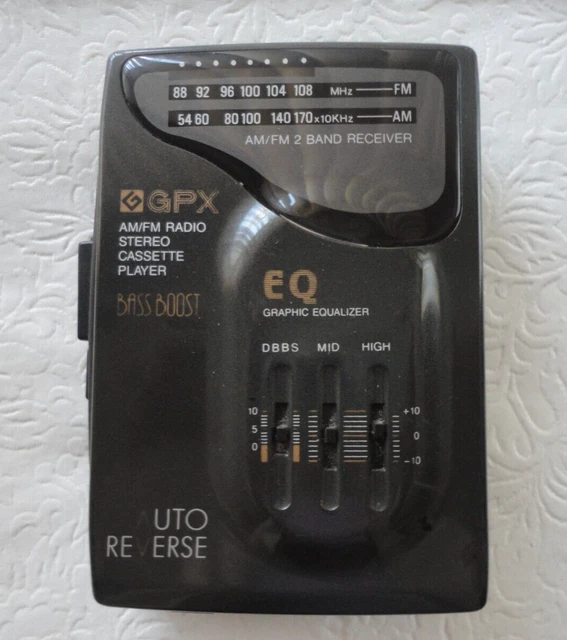 88 92 96 100 104 108 MHz FM
54 60 80 100 140 170 x10KHz AM
AM/FM 2 BAND RECEIVER
GPX
AM/FM RADIO
STEREO
CASSETTE
PLAYER
BASS BOOST
EQ
GRAPHIC EQUALIZER
DBBS MID HIGH
10 +10
5 0
0 -10
AUTO
REVERSE